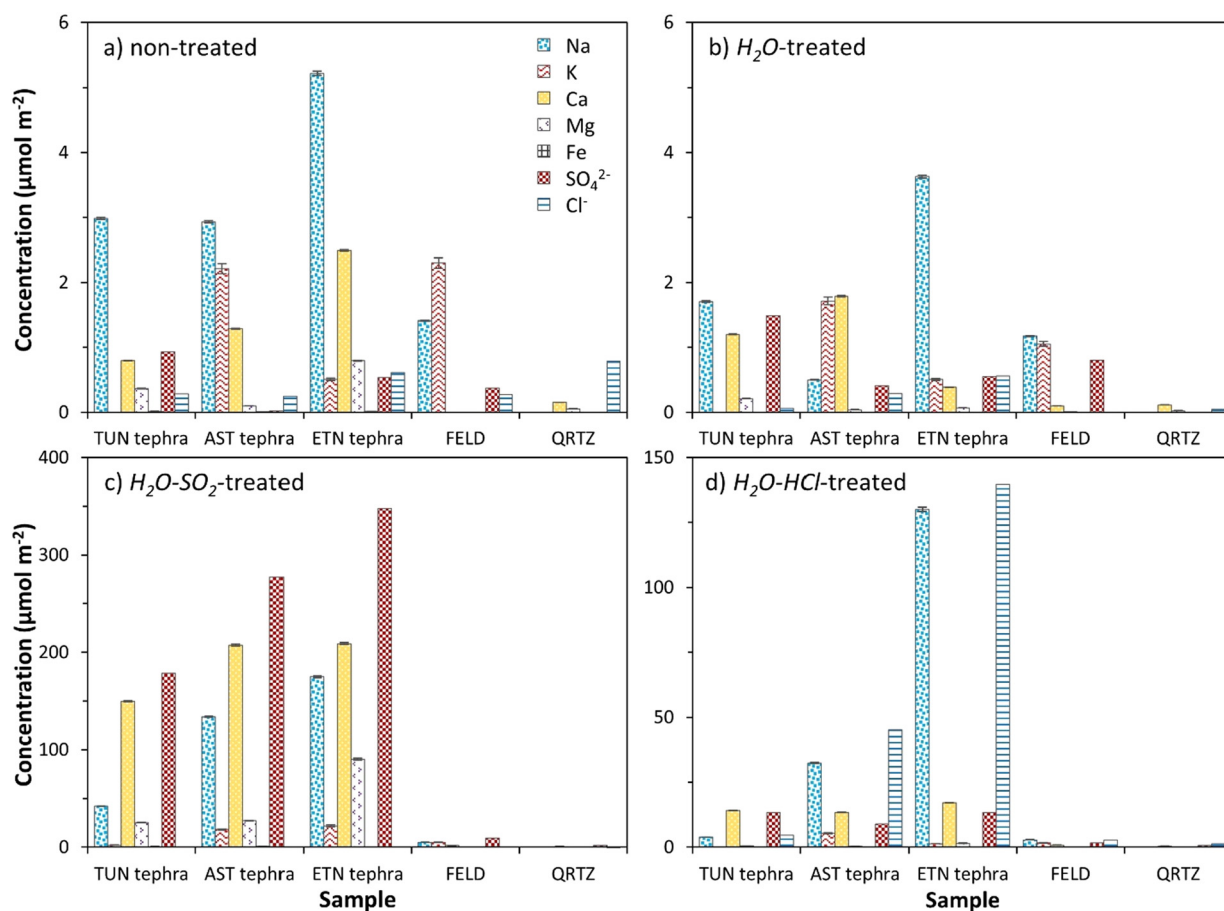 a) non-treated
Na
K
Ca
Mg
Fe
SO₄²⁻
Cl⁻
Concentration (µmol m⁻²)
6
4
2
0
TUN tephra AST tephra ETN tephra FELD QRTZ
b) H₂O-treated
6
4
2
0
TUN tephra AST tephra ETN tephra FELD QRTZ
c) H₂O-SO₂-treated
Concentration (µmol m⁻²)
400
300
200
100
0
TUN tephra AST tephra ETN tephra FELD QRTZ
Sample
d) H₂O-HCl-treated
150
100
50
0
TUN tephra AST tephra ETN tephra FELD QRTZ
Sample